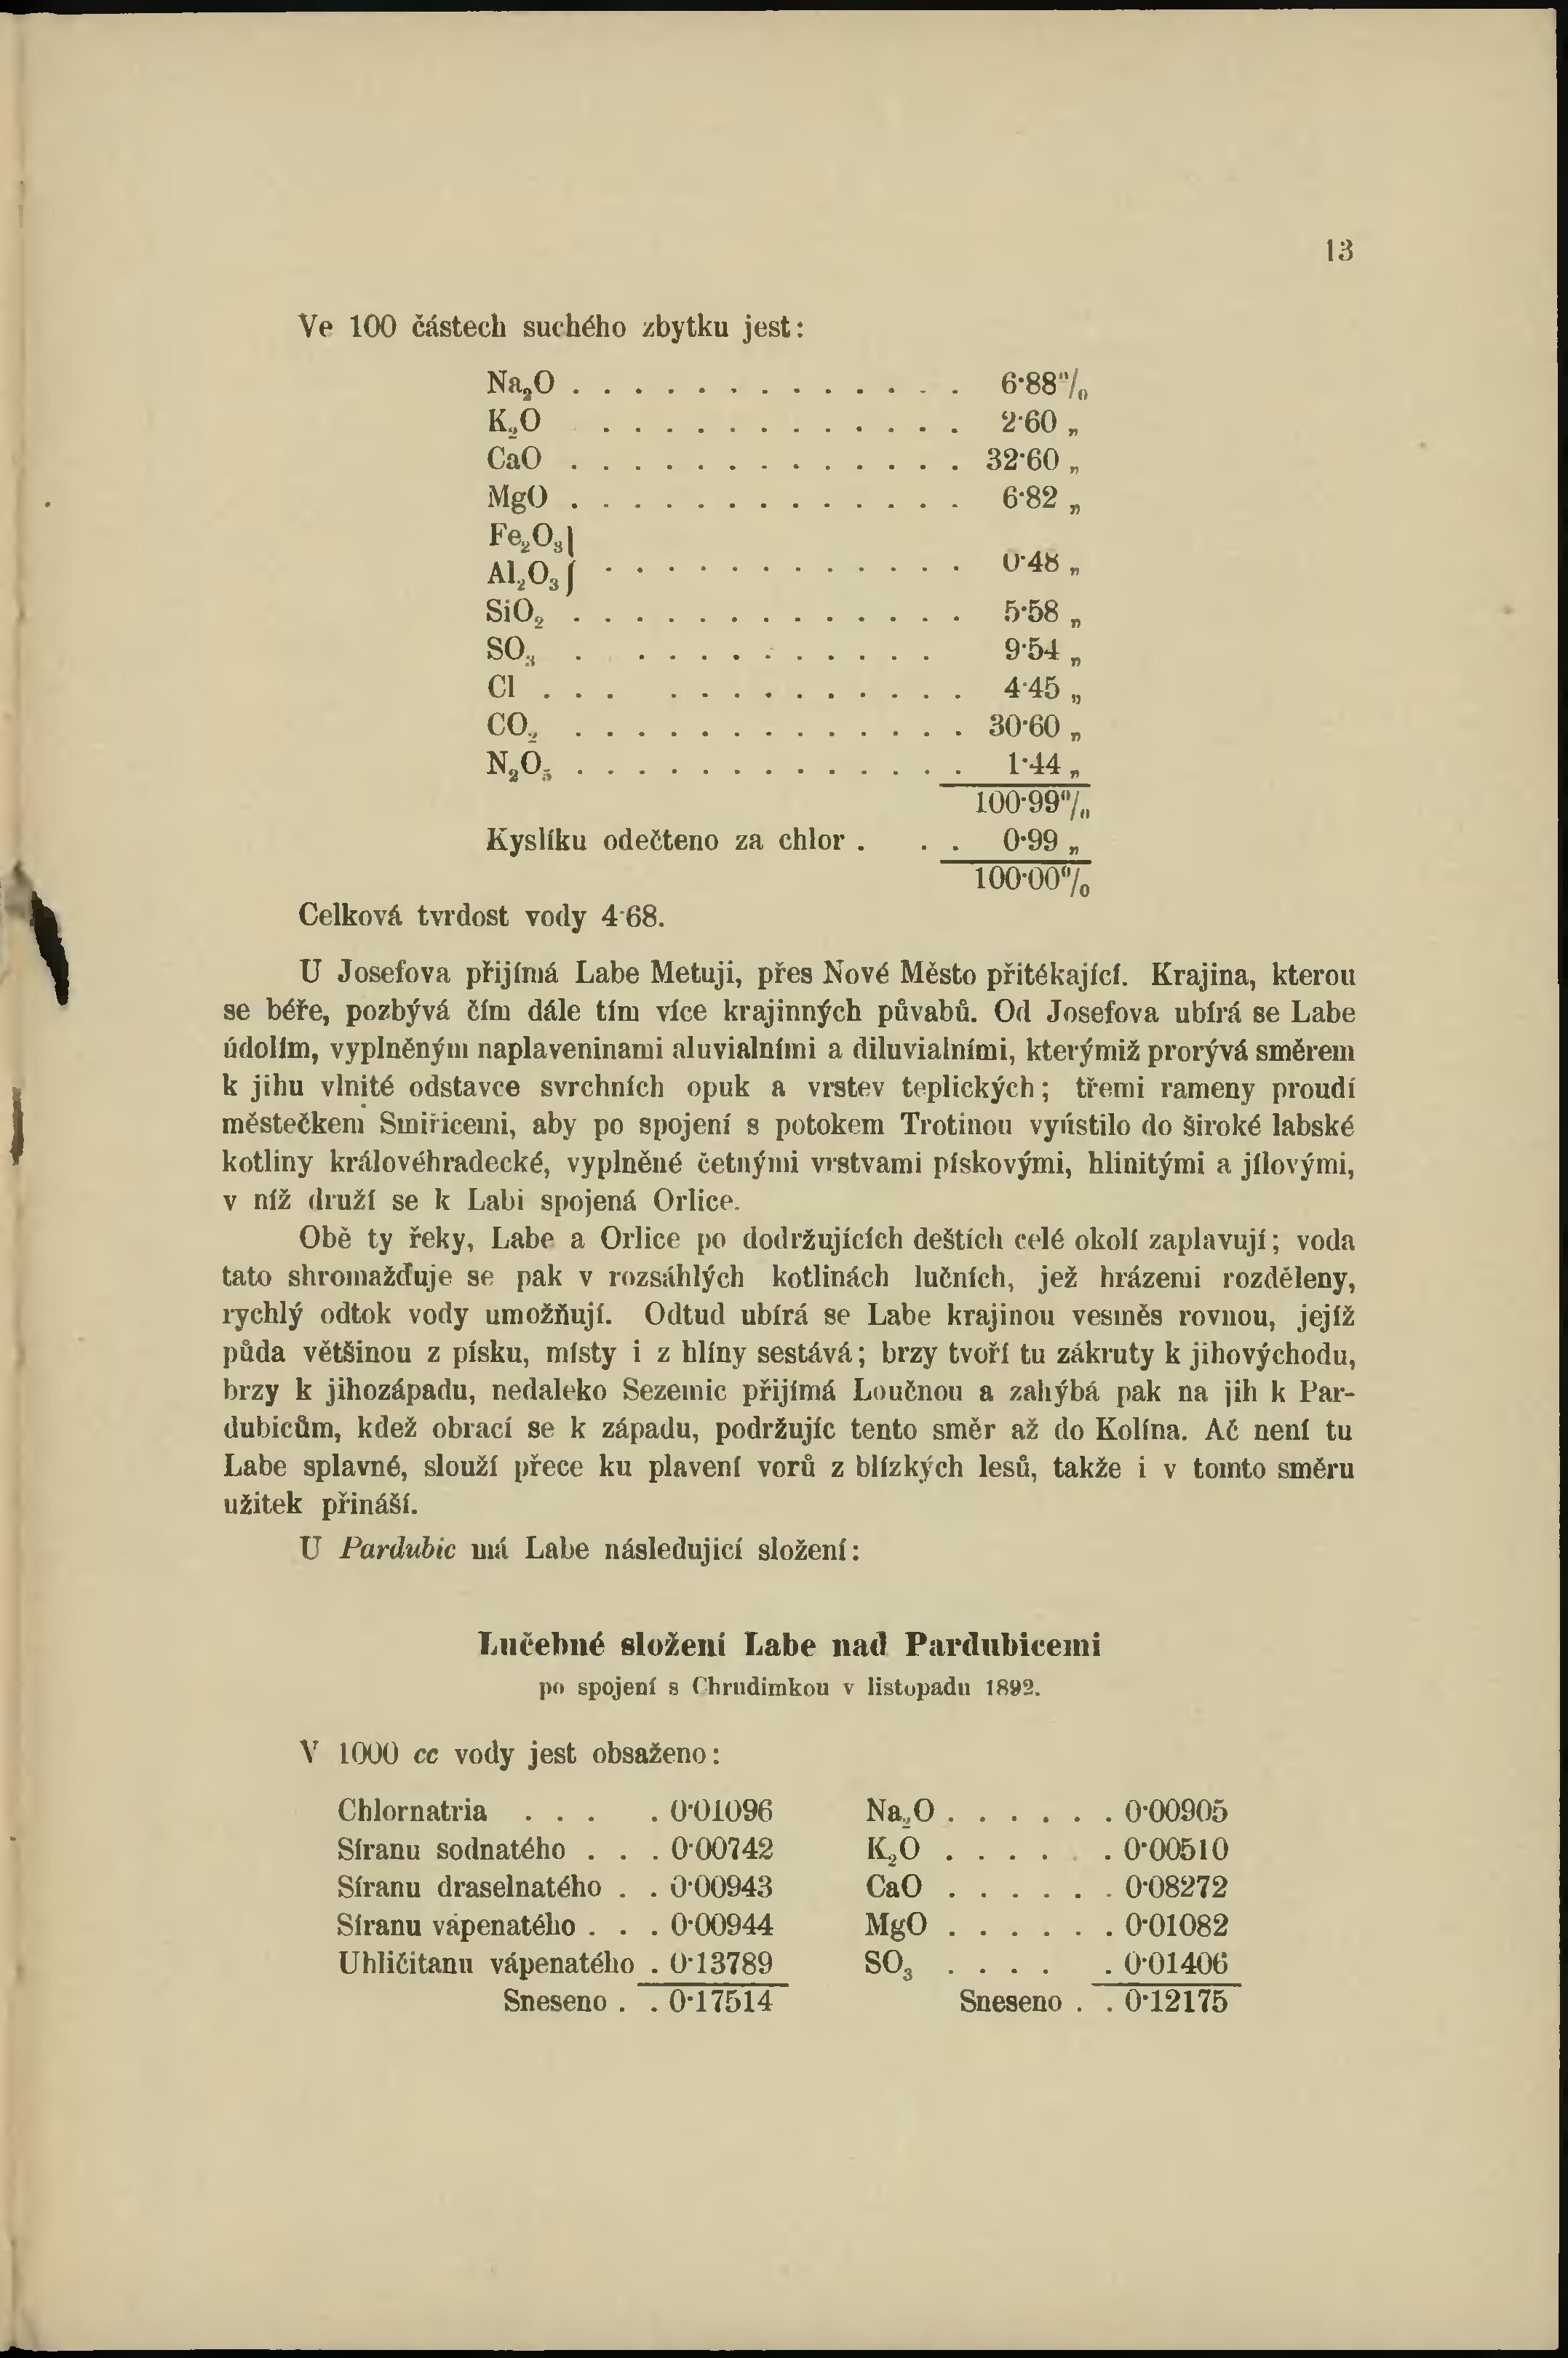 13
Ve 100 částech suchého zbytku jest:
Na₂O . . . . . . . . . . . . . 6·88⁰/₀
K₂O . . . . . . . . . . . . 2·60 „
CaO . . . . . . . . . . . . . 32·60 „
MgO . . . . . . . . . . . . . 6·82 „
Fe₂O₃⎫
Al₂O₃⎭ . . . . . . . . . . . . 0·48 „
SiO₂ . . . . . . . . . . . . . 5·58 „
SO₃ . . . . . . . . . . . 9·54 „
Cl . . . . . . . . . . . . . 4·45 „
CO₂ . . . . . . . . . . . . . 30·60 „
N₂O₅ . . . . . . . . . . . . . 1·44 „
100·99⁰/₀
Kyslíku odečteno za chlor . . . 0·99 „
100·00⁰/₀
Celková tvrdost vody 4·68.
U Josefova přijímá Labe Metuji, přes Nové Město přitékající. Krajina, kterou
se béře, pozbývá čím dále tím více krajinných půvabů. Od Josefova ubírá se Labe
údolím, vyplněným naplaveninami aluvialními a diluvialními, kterýmiž prorývá směrem
k jihu vlnité odstavce svrchních opuk a vrstev teplických; třemi rameny proudí
městečkem Smiřicemi, aby po spojení s potokem Trotinou vyústilo do široké labské
kotliny královéhradecké, vyplněné četnými vrstvami pískovými, hlinitými a jílovými,
v níž druží se k Labi spojená Orlice.
Obě ty řeky, Labe a Orlice po dodržujících deštích celé okolí zaplavují; voda
tato shromažďuje se pak v rozsáhlých kotlinách lučních, jež hrázemi rozděleny,
rychlý odtok vody umožňují. Odtud ubírá se Labe krajinou vesměs rovnou, jejíž
půda většinou z písku, místy i z hlíny sestává; brzy tvoří tu zákruty k jihovýchodu,
brzy k jihozápadu, nedaleko Sezemic přijímá Loučnou a zahýbá pak na jih k Par-
dubicům, kdež obrací se k západu, podržujíc tento směr až do Kolína. Ač není tu
Labe splavné, slouží přece ku plavení vorů z blízkých lesů, takže i v tomto směru
užitek přináší.
U Pardubic má Labe následujicí složení:
Lučebné složení Labe nad Pardubicemi
po spojení s Chrudimkou v listopadu 1892.
V 1000 cc vody jest obsaženo:
Chlornatria . . . . 0·01096 Na₂O . . . . . . 0·00905
Síranu sodnatého . . . 0·00742 K₂O . . . . . . 0·00510
Síranu draselnatého . . 0·00943 CaO . . . . . . 0·08272
Síranu vápenatého . . . 0·00944 MgO . . . . . . 0·01082
Uhličitanu vápenatého . 0·13789 SO₃ . . . . . 0·01406
Sneseno . . 0·17514 Sneseno . . 0·12175